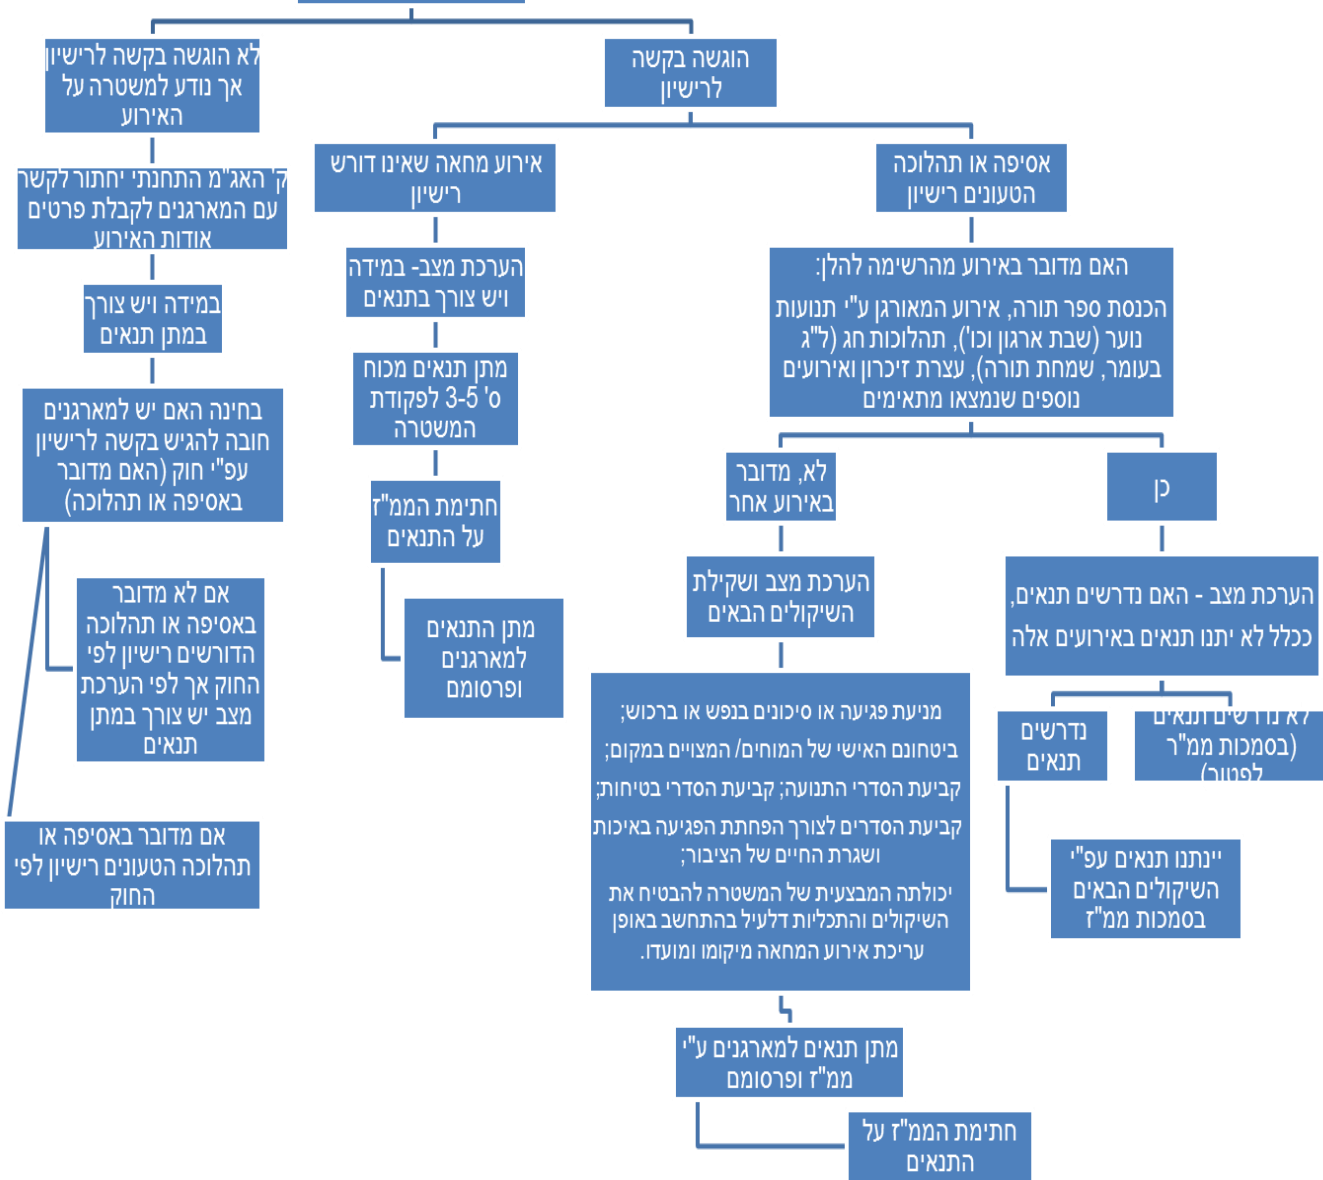 הוגשה בקשה
לרישיון
אסיפה או תהלוכה
הטעונים רישיון
האם מדובר באירוע מהרשימה להלן:
הכנסת ספר תורה, אירוע המאורגן ע"י תנועות
נוער (שבת ארגון וכו'), תהלוכות חג (ל"ג
בעומר, שמחת תורה), עצרת זיכרון ואירועים
נוספים שנמצאו מתאימים
כן
הערכת מצב - האם נדרשים תנאים,
ככלל לא יתנו תנאים באירועים אלה
לא נדרשים תנאים
(בסמכות ממ"ר
לפטור)
נדרשים
תנאים
יינתנו תנאים עפ"י
השיקולים הבאים
בסמכות ממ"ז
לא, מדובר
באירוע אחר
הערכת מצב ושקילת
השיקולים הבאים
מניעת פגיעה או סיכונים בנפש או ברכוש;
ביטחונם האישי של המוחים/ המצויים במקום;
קביעת הסדרי התנועה; קביעת הסדרי בטיחות;
קביעת הסדרים לצורך הפחתת הפגיעה באיכות
ושגרת החיים של הציבור;
יכולתה המבצעית של המשטרה להבטיח את
השיקולים והתכליות דלעיל בהתחשב באופן
עריכת אירוע המחאה מיקומו ומועדו.
מתן תנאים למארגנים ע"י
ממ"ז ופרסומם
חתימת הממ"ז על
התנאים
אירוע מחאה שאינו דורש
רישיון
הערכת מצב- במידה
ויש צורך בתנאים
מתן תנאים מכוח
ס' 3-5 לפקודת
המשטרה
חתימת הממ"ז
על התנאים
מתן התנאים
למארגנים
ופרסומם
לא הוגשה בקשה לרישיון
אך נודע למשטרה על
האירוע
ק' האג"מ התחנתי יחתור לקשר
עם המארגנים לקבלת פרטים
אודות האירוע
במידה ויש צורך
במתן תנאים
בחינה האם יש למארגנים
חובה להגיש בקשה לרישיון
עפ"י חוק (האם מדובר
באסיפה או תהלוכה)
אם לא מדובר
באסיפה או תהלוכה
הדורשים רישיון לפי
החוק אך לפי הערכת
מצב יש צורך במתן
תנאים
אם מדובר באסיפה או
תהלוכה הטעונים רישיון לפי
החוק